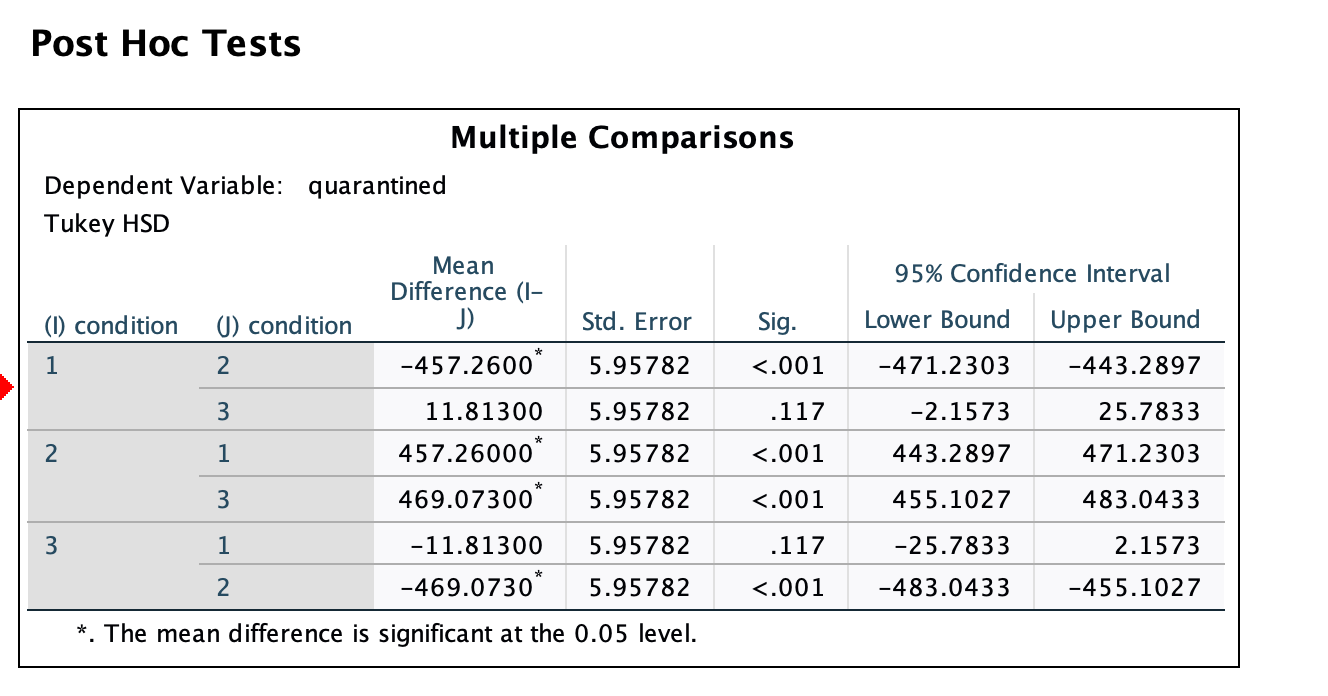 Post Hoc Tests
Multiple Comparisons
Dependent Variable: quarantined
Tukey HSD
(I) condition (J) condition Mean Difference (I-J) Std. Error Sig. 95% Confidence Interval
Lower Bound Upper Bound
1 2 -457.2600* 5.95782 <.001 -471.2303 -443.2897
3 11.81300 5.95782 .117 -2.1573 25.7833
2 1 457.26000* 5.95782 <.001 443.2897 471.2303
3 469.07300* 5.95782 <.001 455.1027 483.0433
3 1 -11.81300 5.95782 .117 -25.7833 2.1573
2 -469.0730* 5.95782 <.001 -483.0433 -455.1027
*. The mean difference is significant at the 0.05 level.